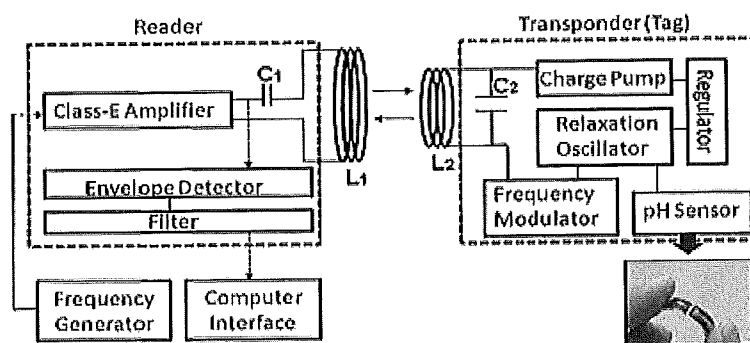 Reader
Transponder (Tag)
C1
Class-E Amplifier
L1
L2
C2
Charge Pump
Regulator
Relaxation
Oscillator
Envelope Detector
Filter
Frequency
Modulator
pH Sensor
Frequency
Generator
Computer
Interface